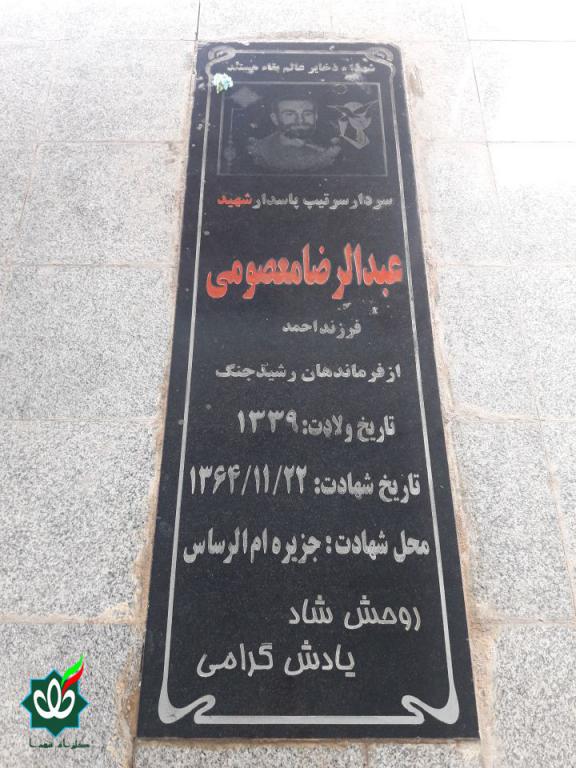 شهداء ذخایر عالم بقاء هستند
سردار سرتیپ پاسدار شهید
عبدالرضا معصومی
فرزند احمد
از فرماندهان رشید جنگ
تاریخ ولادت: ۱۳۳۹
تاریخ شهادت: ۱۳۶۴/۱۱/۲۲
محل شهادت: جزیره ام الرساس
روحش شاد
یادش گرامی